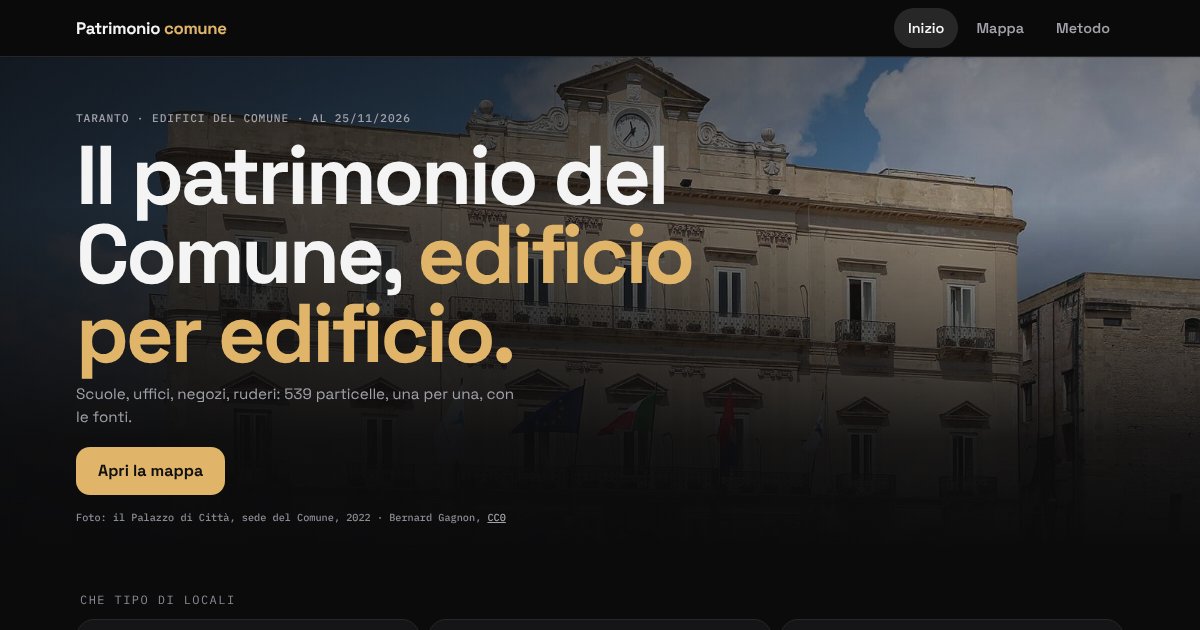 Patrimonio comune
Inizio
Mappa
Metodo
TARANTO · EDIFICI DEL COMUNE · AL 25/11/2026
Il patrimonio del
Comune, edificio
per edificio.
Scuole, uffici, negozi, ruderi: 539 particelle, una per una, con
le fonti.
Apri la mappa
Foto: il Palazzo di Città, sede del Comune, 2022 · Bernard Gagnon, CC0
CHE TIPO DI LOCALI